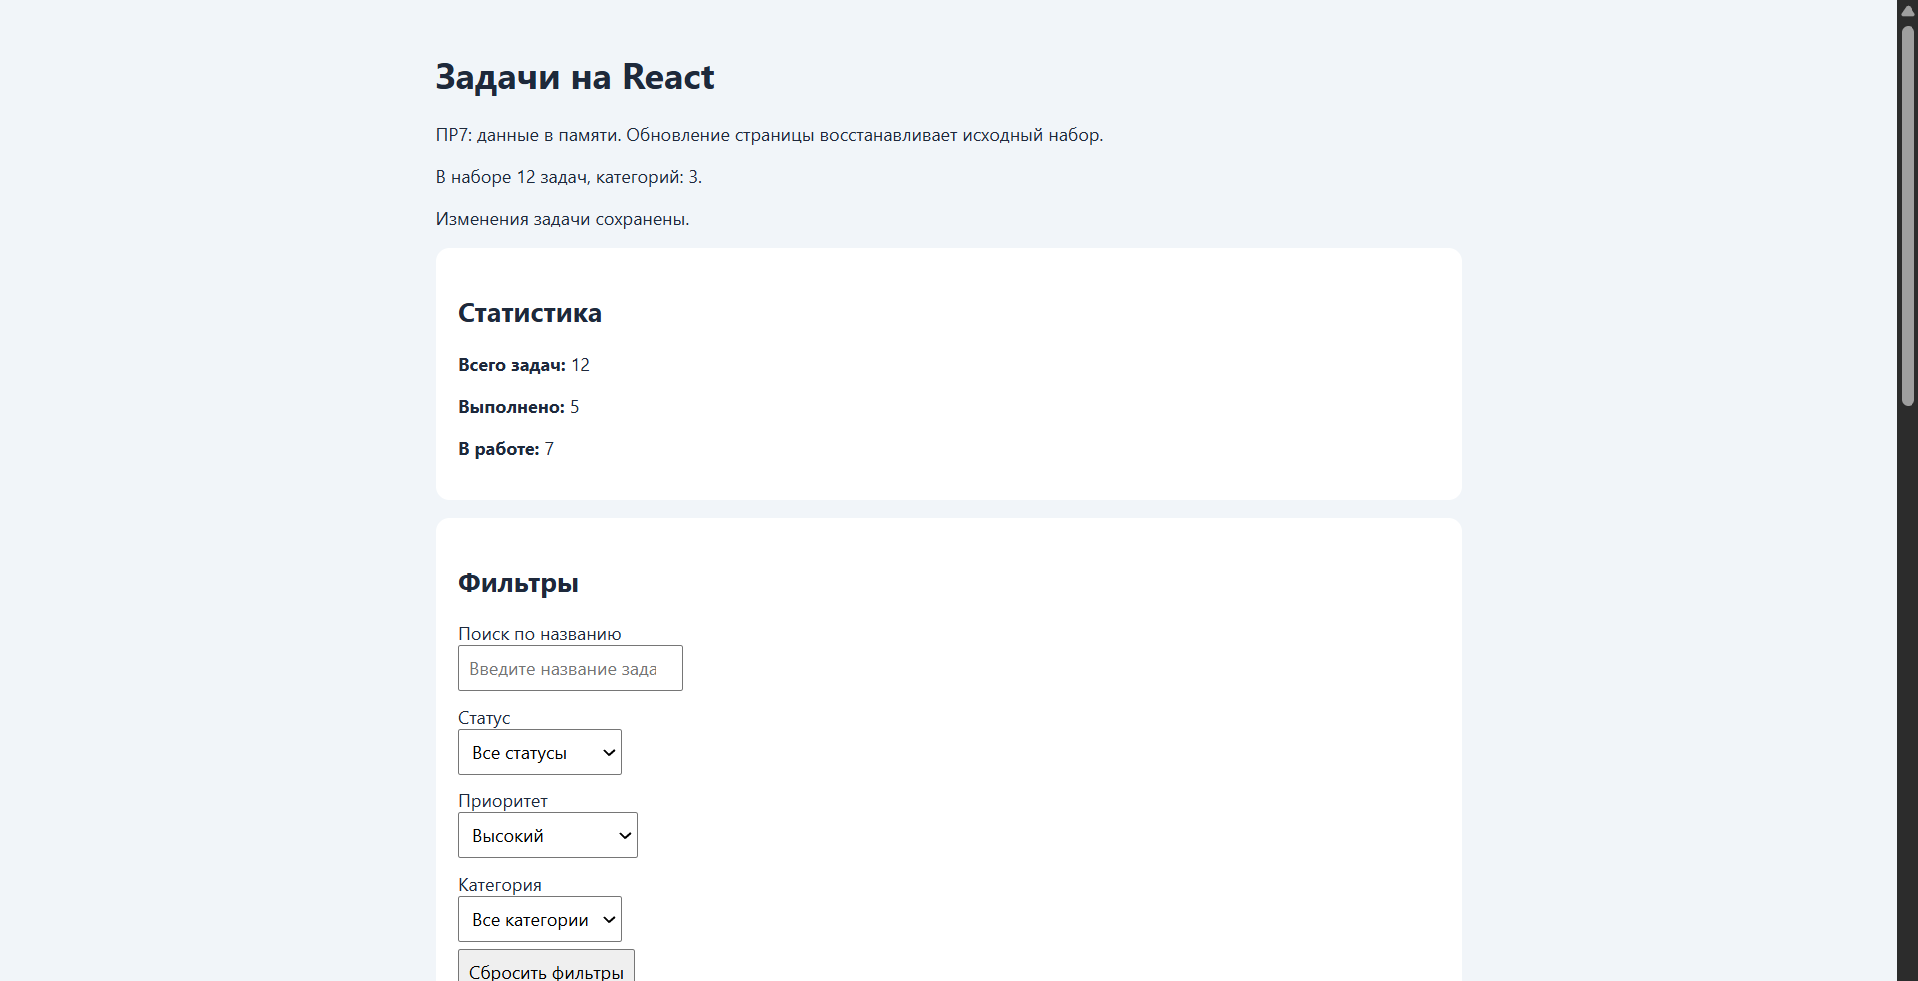 Задачи на React
ПР7: данные в памяти. Обновление страницы восстанавливает исходный набор.
В наборе 12 задач, категорий: 3.
Изменения задачи сохранены.
Статистика
Всего задач: 12
Выполнено: 5
В работе: 7
Фильтры
Поиск по названию
Введите название зада
Статус
Все статусы
Приоритет
Высокий
Категория
Все категории
Сбросить фильтры